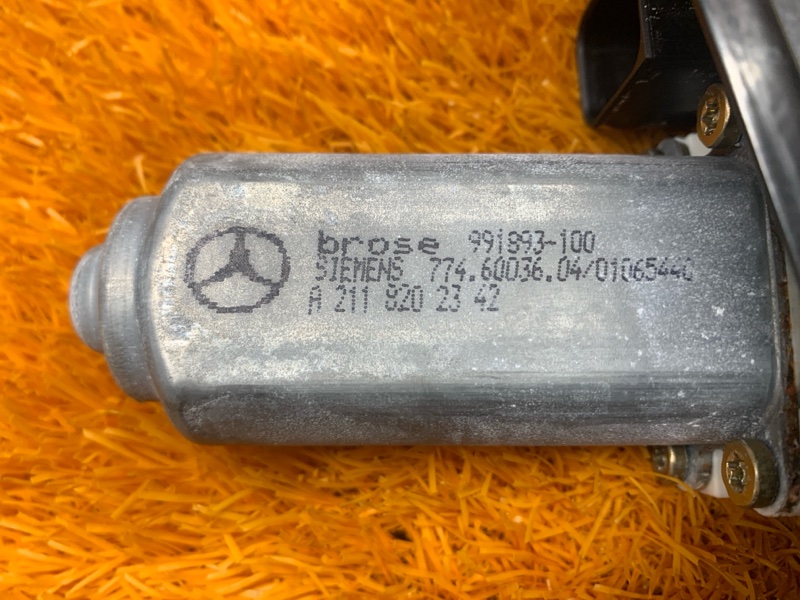 brose 991893-100
SIEMENS 774.60036.04/01065440
A 211 820 23 42